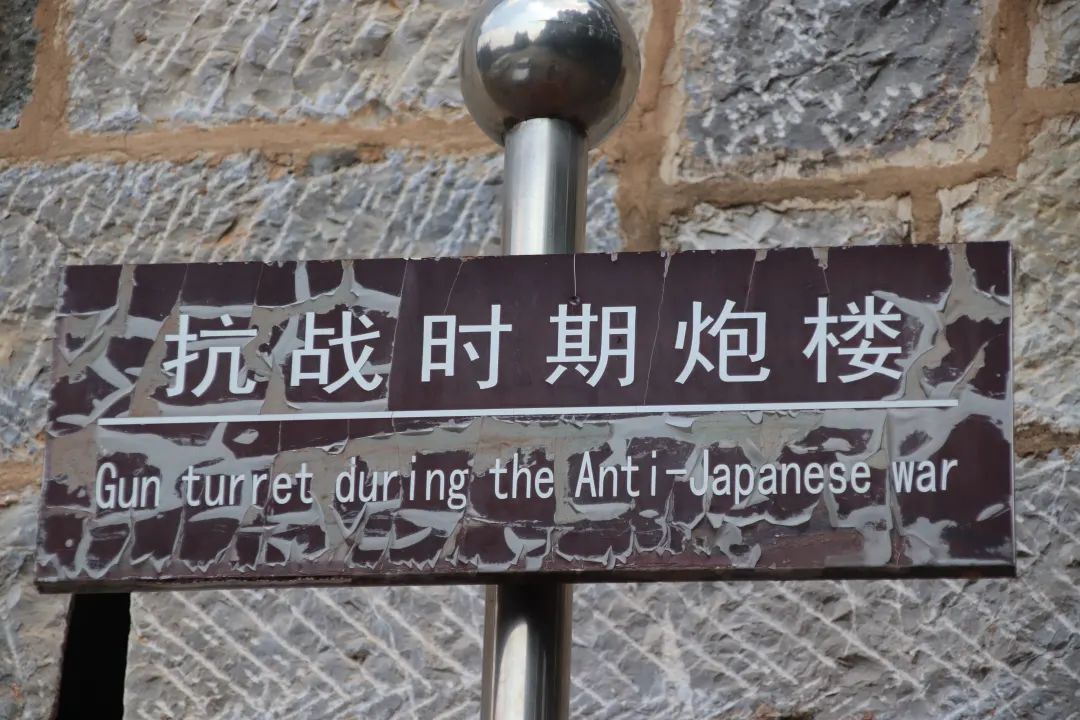 抗战时期炮楼
Gun turret during the Anti-Japanese war